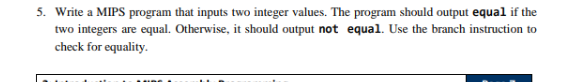 5. Write a MIPS program that inputs two integer values. The program should output equal if the
two integers are equal. Otherwise, it should output not equal. Use the branch instruction to
check for equality.